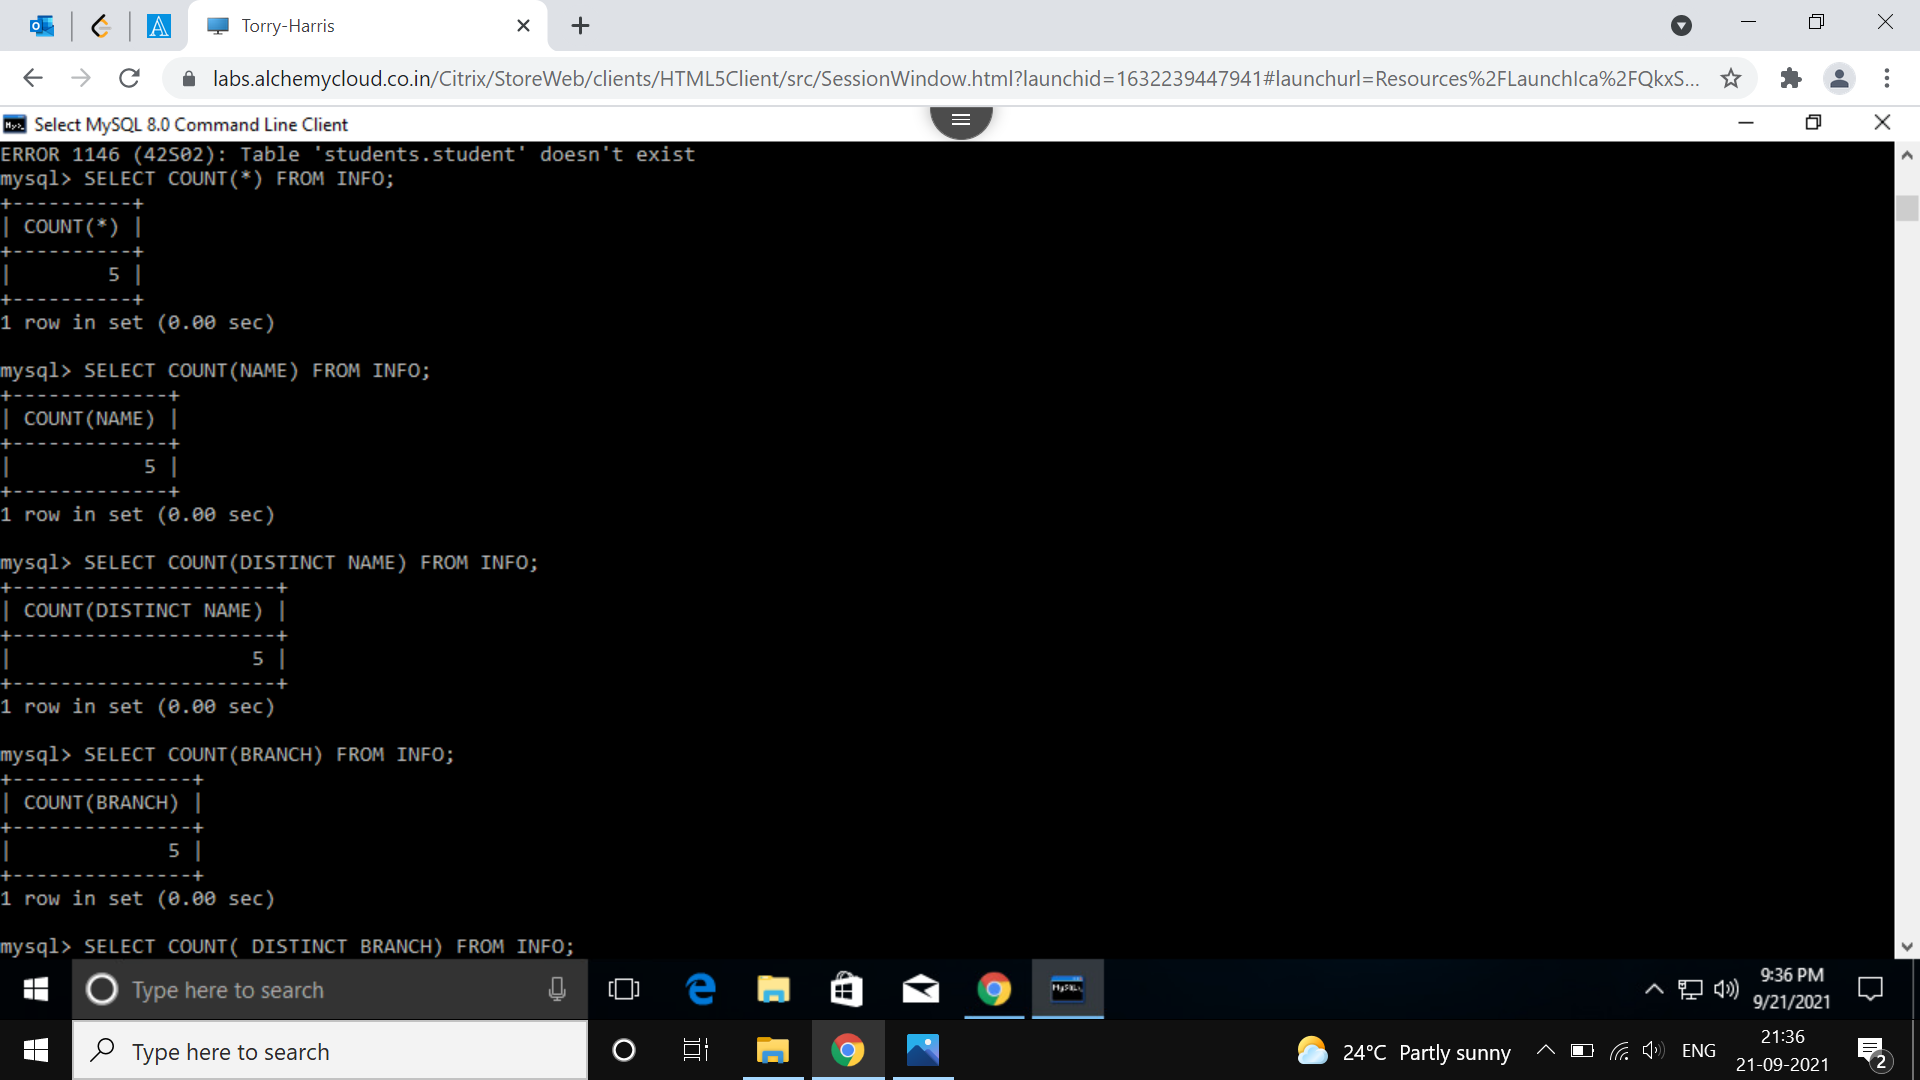 Torry-Harris
labs.alchemycloud.co.in/Citrix/StoreWeb/clients/HTML5Client/src/SessionWindow.html?launchid=1632239447941#launchurl=Resources%2FLaunchIca%2FQkxS...
Select MySQL 8.0 Command Line Client
ERROR 1146 (42S02): Table 'students.student' doesn't exist
mysql> SELECT COUNT(*) FROM INFO;
+----------+
| COUNT(*) |
+----------+
|        5 |
+----------+
1 row in set (0.00 sec)
mysql> SELECT COUNT(NAME) FROM INFO;
+-------------+
| COUNT(NAME) |
+-------------+
|           5 |
+-------------+
1 row in set (0.00 sec)
mysql> SELECT COUNT(DISTINCT NAME) FROM INFO;
+----------------------+
| COUNT(DISTINCT NAME) |
+----------------------+
|                    5 |
+----------------------+
1 row in set (0.00 sec)
mysql> SELECT COUNT(BRANCH) FROM INFO;
+---------------+
| COUNT(BRANCH) |
+---------------+
|             5 |
+---------------+
1 row in set (0.00 sec)
mysql> SELECT COUNT( DISTINCT BRANCH) FROM INFO;
Type here to search
9:36 PM
9/21/2021
Type here to search
24°C Partly sunny
ENG
21:36
21-09-2021
2